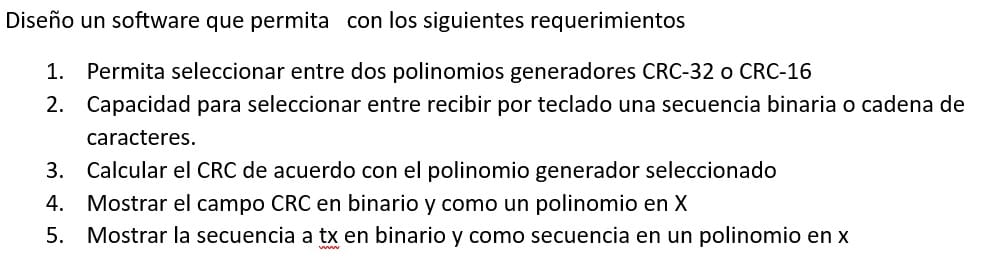 Diseño un software que permita   con los siguientes requerimientos
1. Permita seleccionar entre dos polinomios generadores CRC-32 o CRC-16
2. Capacidad para seleccionar entre recibir por teclado una secuencia binaria o cadena de
caracteres.
3. Calcular el CRC de acuerdo con el polinomio generador seleccionado
4. Mostrar el campo CRC en binario y como un polinomio en X
5. Mostrar la secuencia a tx en binario y como secuencia en un polinomio en x